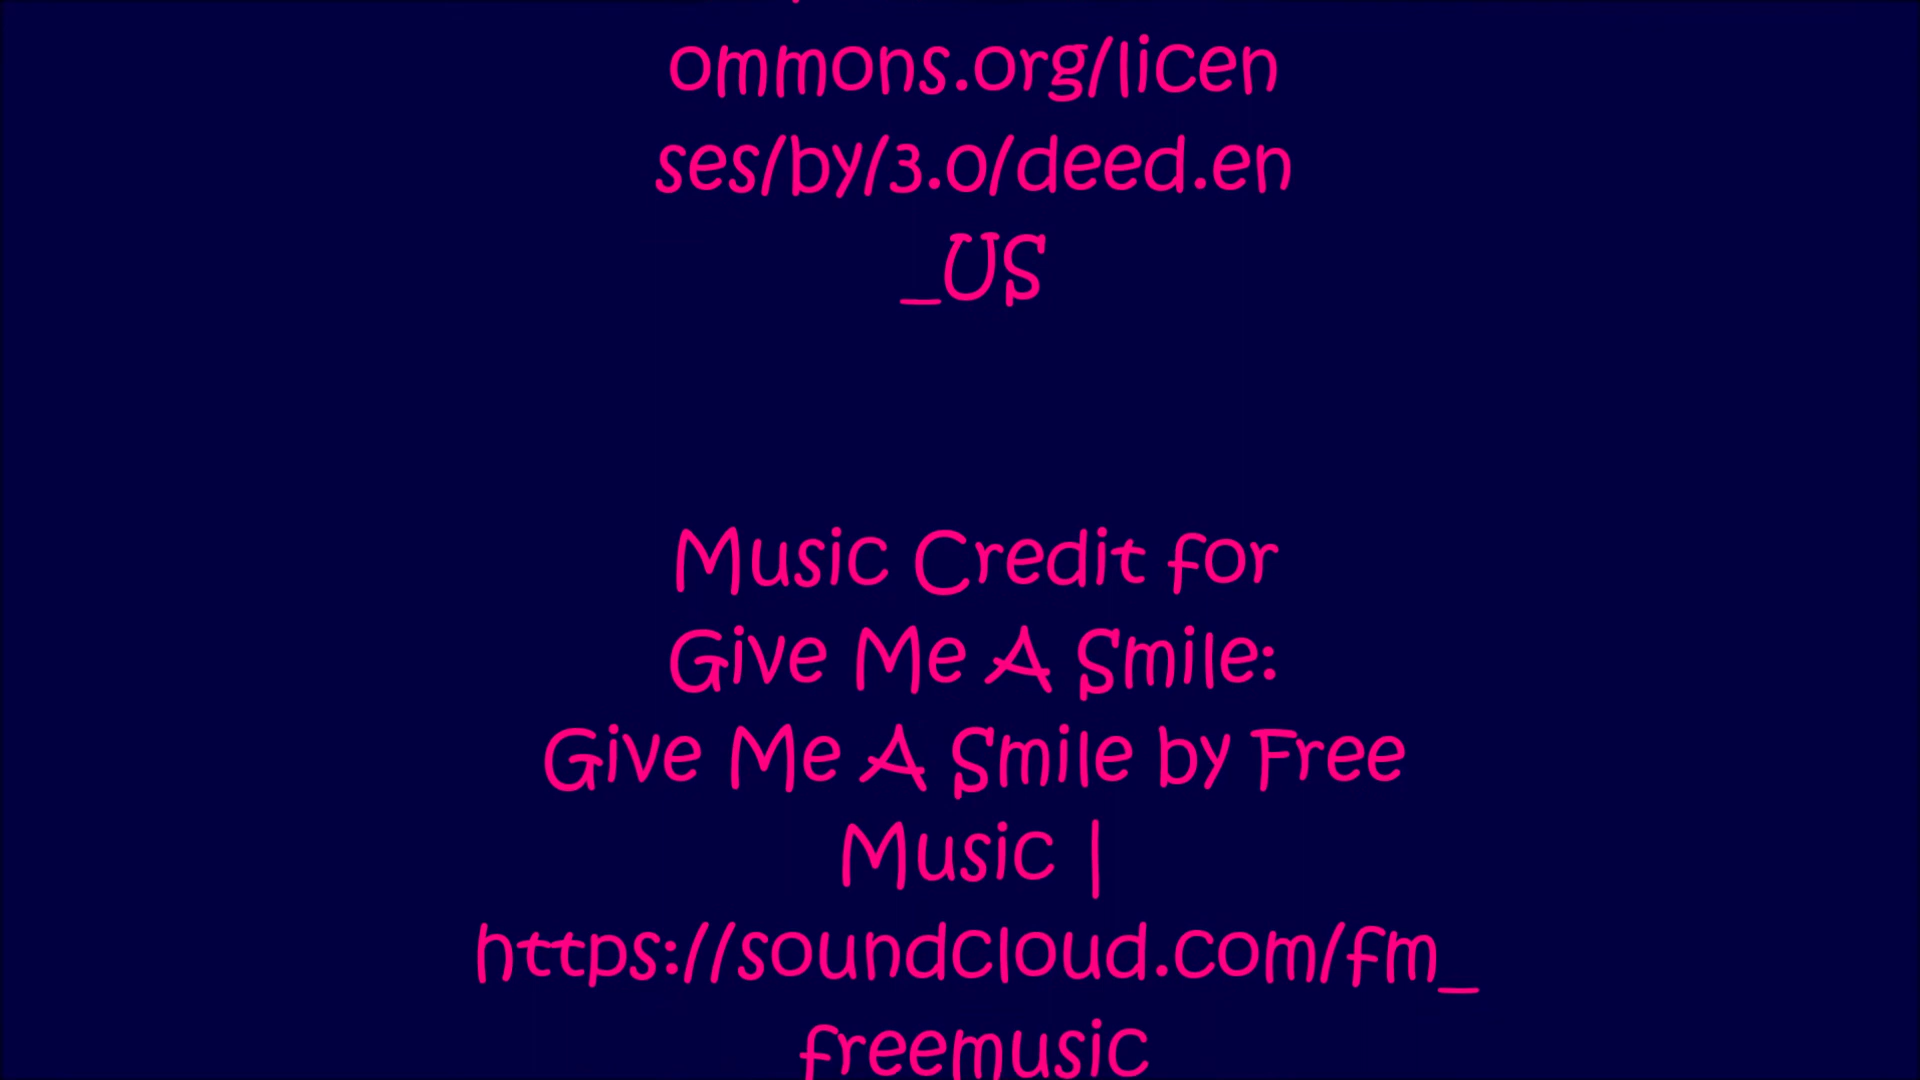 ommons.org/licen
ses/by/3.0/deed.en
_US
Music Credit for
Give Me A Smile:
Give Me A Smile by Free
Music |
https://soundcloud.com/fm_
freemusic